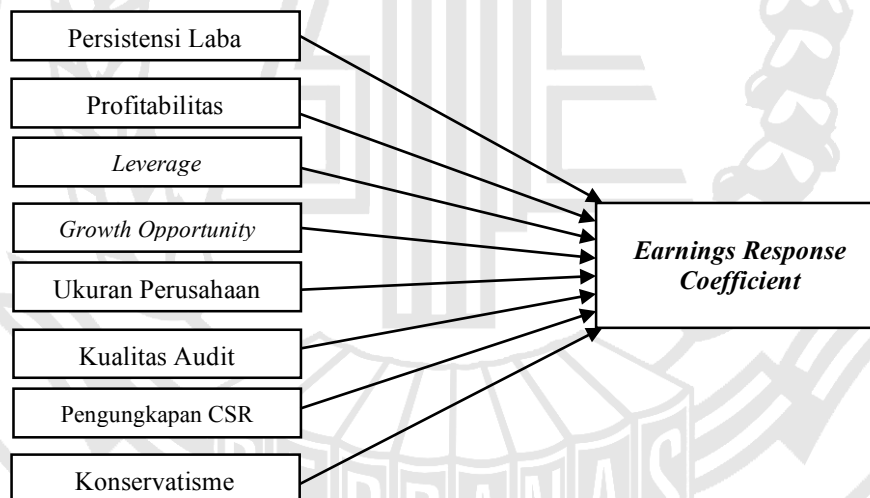 Persistensi Laba
Profitabilitas
Leverage
Growth Opportunity
Ukuran Perusahaan
Kualitas Audit
Pengungkapan CSR
Konservatisme
Earnings Response
Coefficient